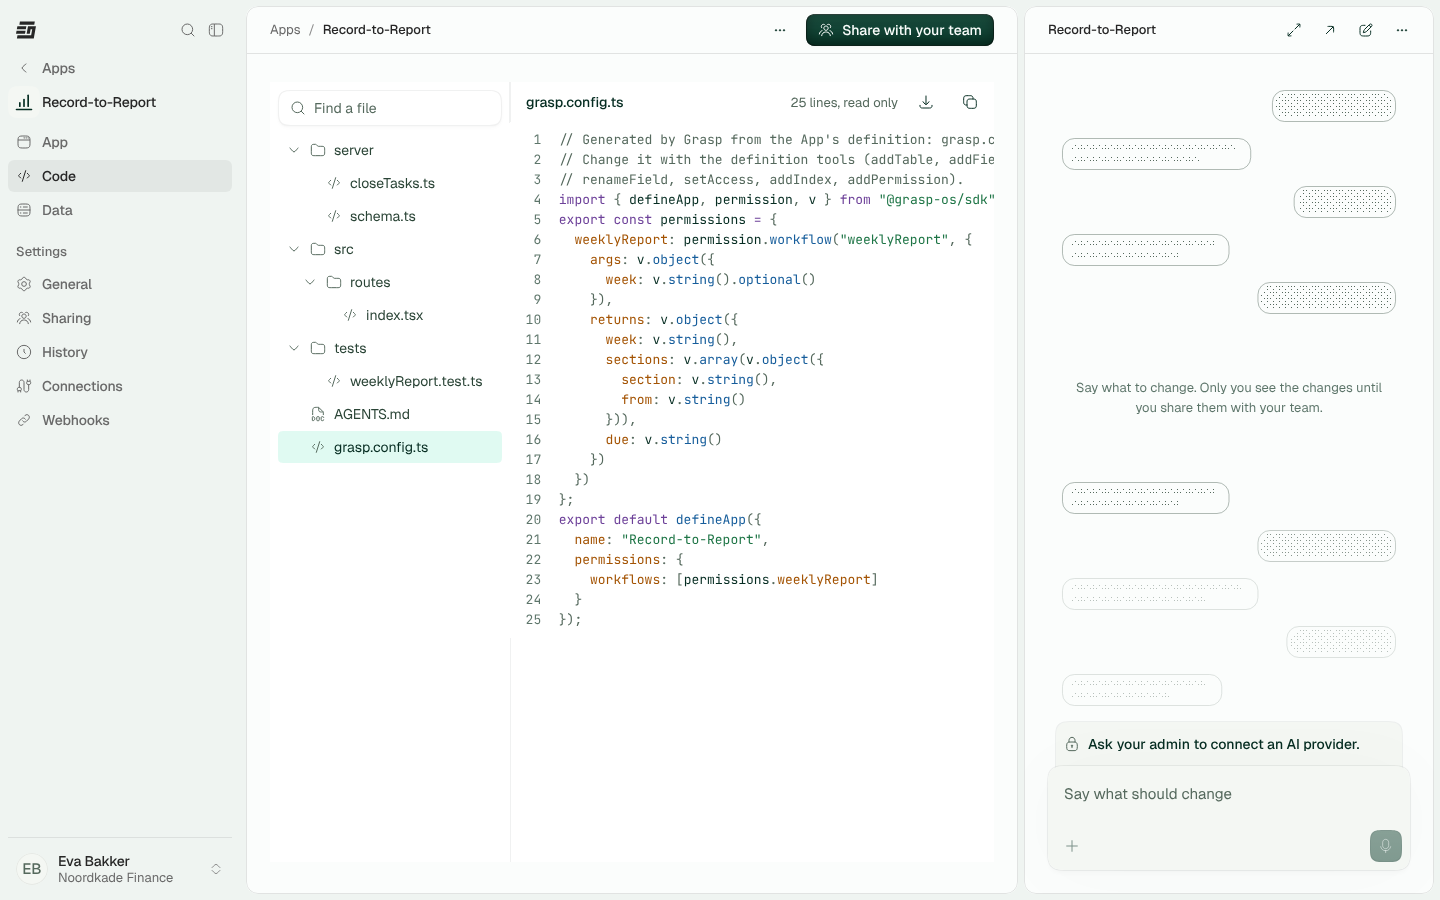 Apps
Record-to-Report
App
Code
Data
Settings
General
Sharing
History
Connections
Webhooks
EB
Eva Bakker
Noordkade Finance
Apps / Record-to-Report
Share with your team
Find a file
server
closeTasks.ts
schema.ts
src
routes
index.tsx
tests
weeklyReport.test.ts
AGENTS.md
grasp.config.ts
grasp.config.ts
25 lines, read only
1 // Generated by Grasp from the App's definition: grasp.c
2 // Change it with the definition tools (addTable, addFie
3 // renameField, setAccess, addIndex, addPermission).
4 import { defineApp, permission, v } from "@grasp-os/sdk"
5 export const permissions = {
6   weeklyReport: permission.workflow("weeklyReport", {
7     args: v.object({
8       week: v.string().optional()
9     }),
10     returns: v.object({
11       week: v.string(),
12       sections: v.array(v.object({
13         section: v.string(),
14         from: v.string()
15       })),
16       due: v.string()
17     })
18   })
19 };
20 export default defineApp({
21   name: "Record-to-Report",
22   permissions: {
23     workflows: [permissions.weeklyReport]
24   }
25 });
Record-to-Report
Say what to change. Only you see the changes until
you share them with your team.
Ask your admin to connect an AI provider.
Say what should change